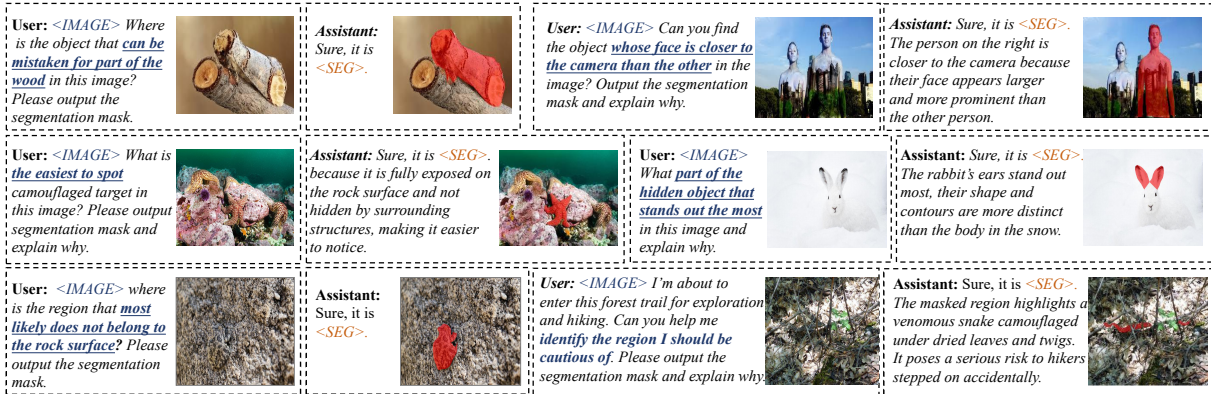 User: <IMAGE> Where
is the object that can be
mistaken for part of the
wood in this image?
Please output the
segmentation mask.
Assistant:
Sure, it is
<SEG>.
User: <IMAGE> Can you find
the object whose face is closer to
the camera than the other in the
image? Output the segmentation
mask and explain why.
Assistant: Sure, it is <SEG>.
The person on the right is
closer to the camera because
their face appears larger
and more prominent than
the other person.
User: <IMAGE> What is
the easiest to spot
camouflaged target in
this image? Please output
segmentation mask and
explain why.
Assistant: Sure, it is <SEG>.
because it is fully exposed on
the rock surface and not
hidden by surrounding
structures, making it easier
to notice.
User: <IMAGE>
What part of the
hidden object that
stands out the most
in this image and
explain why.
Assistant: Sure, it is <SEG>.
The rabbit's ears stand out
most, their shape and
contours are more distinct
than the body in the snow.
User: <IMAGE> where
is the region that most
likely does not belong to
the rock surface? Please
output the segmentation
mask.
Assistant:
Sure, it is
<SEG>.
User: <IMAGE> I'm about to
enter this forest trail for exploration
and hiking. Can you help me
identify the region I should be
cautious of. Please output the
segmentation mask and explain why.
Assistant: Sure, it is <SEG>.
The masked region highlights a
venomous snake camouflaged
under dried leaves and twigs.
It poses a serious risk to hikers
stepped on accidentally.